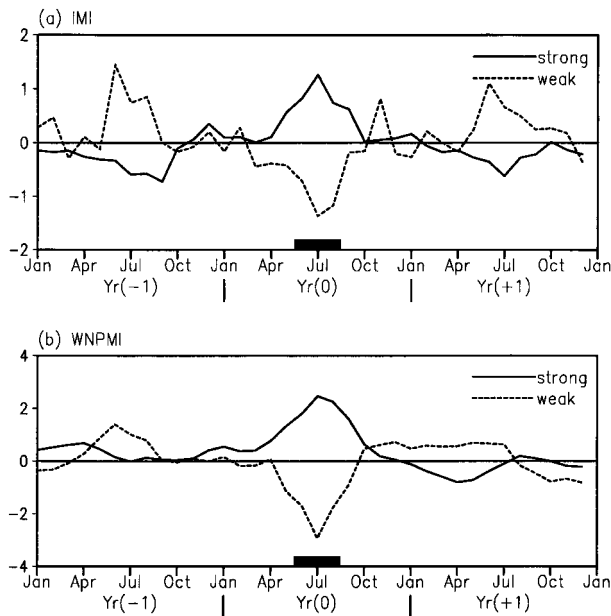 (a) IMI
2
1
0
-1
-2
strong
weak
Jan Apr Jul Oct Jan Apr Jul Oct Jan Apr Jul Oct Jan
Yr(-1) Yr(0) Yr(+1)
(b) WNPMI
4
2
0
-2
-4
strong
weak
Jan Apr Jul Oct Jan Apr Jul Oct Jan Apr Jul Oct Jan
Yr(-1) Yr(0) Yr(+1)